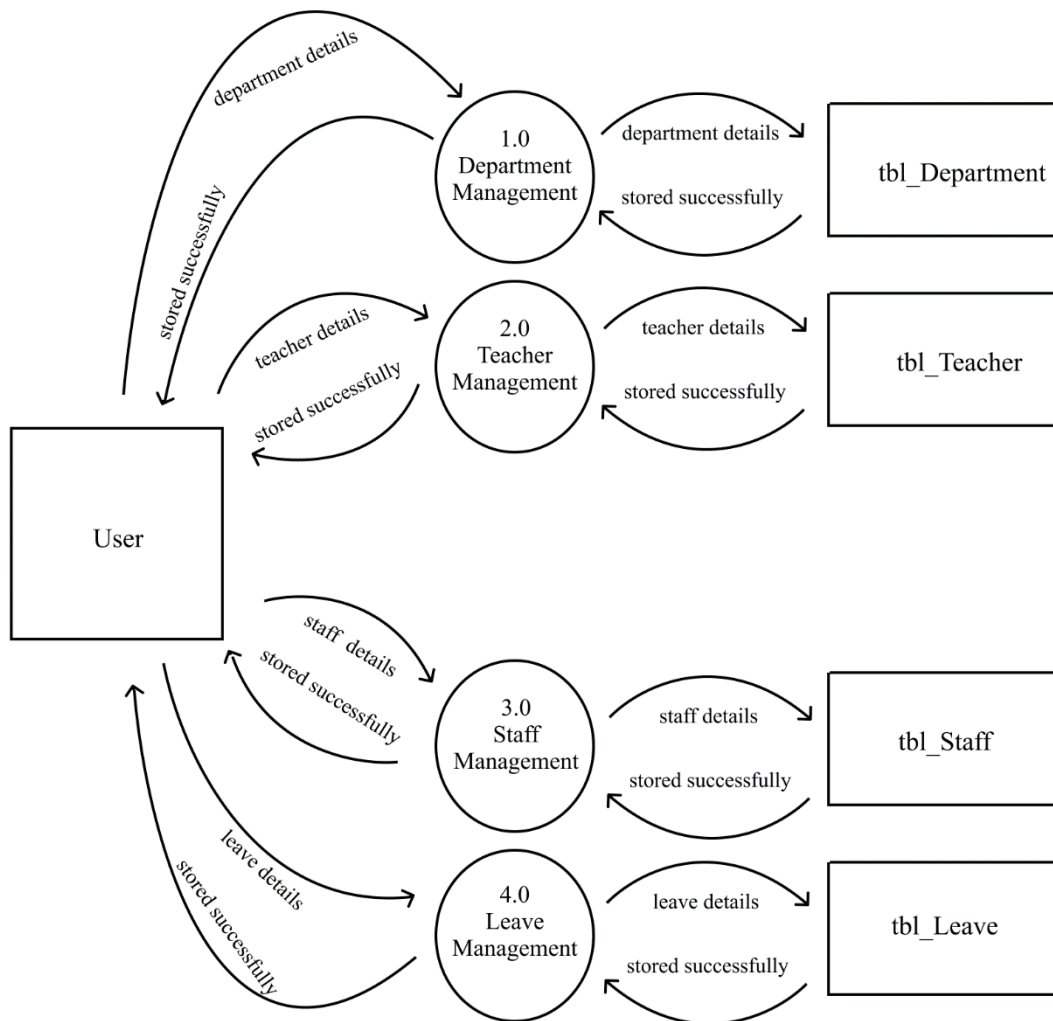 department details
stored successfully
1.0
Department
Management
department details
stored successfully
tbl_Department
teacher details
stored successfully
2.0
Teacher
Management
teacher details
stored successfully
tbl_Teacher
User
staff details
stored successfully
3.0
Staff
Management
staff details
stored successfully
tbl_Staff
leave details
stored successfully
4.0
Leave
Management
leave details
stored successfully
tbl_Leave